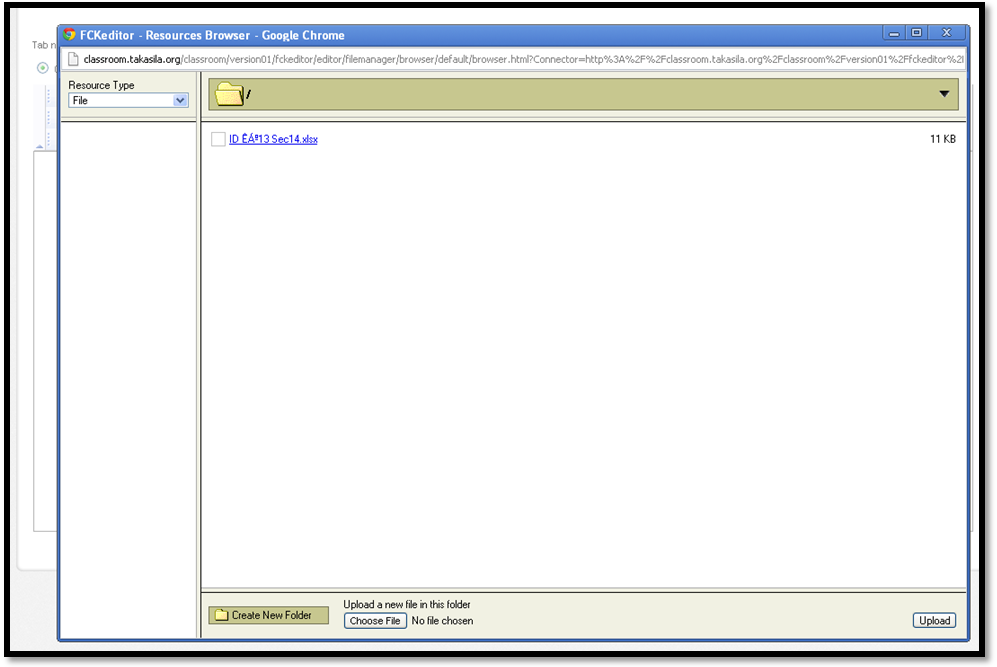 FCKeditor - Resources Browser - Google Chrome
classroom.takasila.org/classroom/version01/fckeditor/editor/filemanager/browser/default/browser.html?Connector=http%3A%2F%2Fclassroom.takasila.org%2Fclassroom%2Fversion01%2Ffckeditor%2
Tab n
Resource Type
File
/
ID ÊÁº13 Sec14.xlsx 11 KB
Create New Folder
Upload a new file in this folder
Choose File No file chosen
Upload